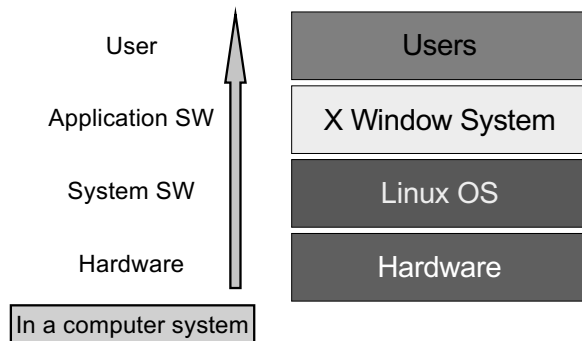 User
Users
Application SW
X Window System
System SW
Linux OS
Hardware
Hardware
In a computer system